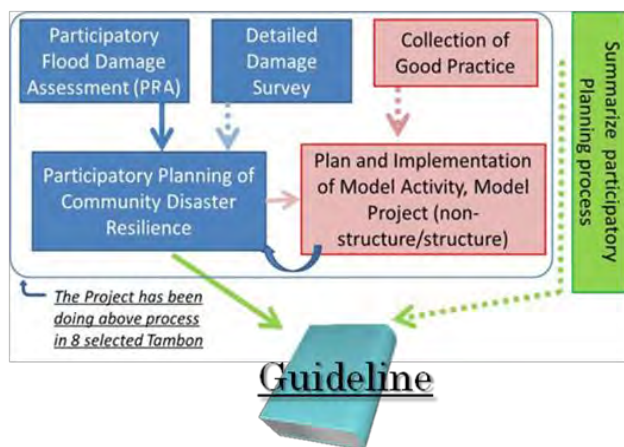 Participatory
Flood Damage
Assessment (PRA)
Detailed
Damage
Survey
Collection of
Good Practice
Summarize participatory
Planning process
Participatory Planning of
Community Disaster
Resilience
Plan and Implementation
of Model Activity, Model
Project (non-
structure/structure)
The Project has been
doing above process
in 8 selected Tambon
Guideline